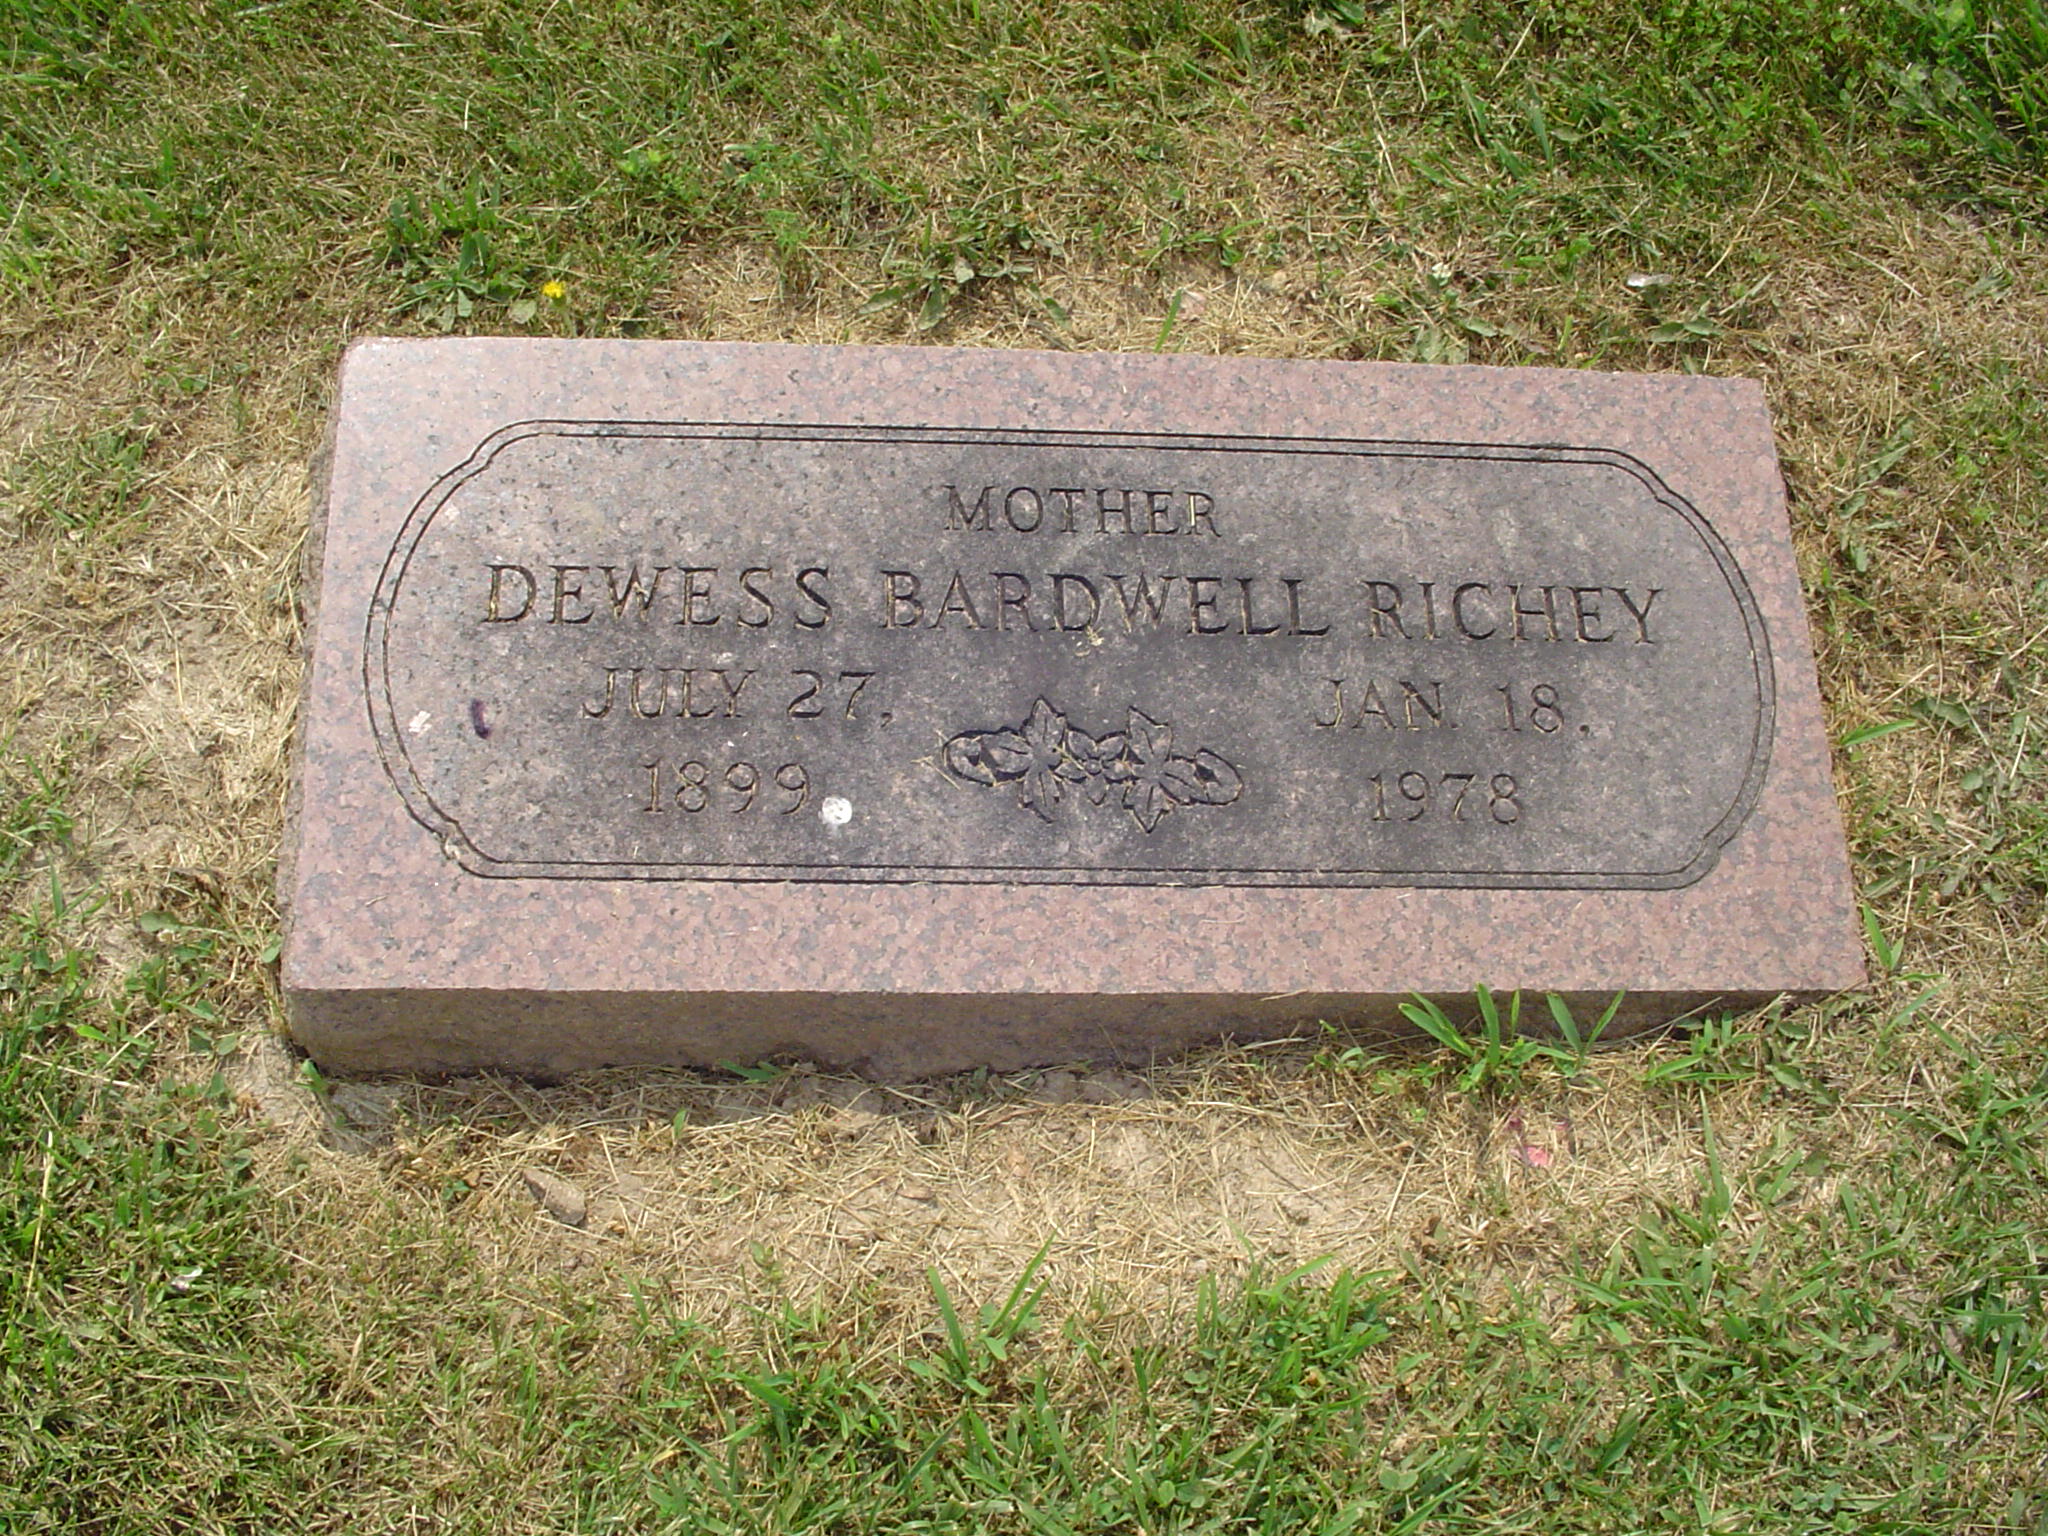 MOTHER
DEWESS BARDWELL RICHEY
JULY 27, JAN. 18,
1899 1978